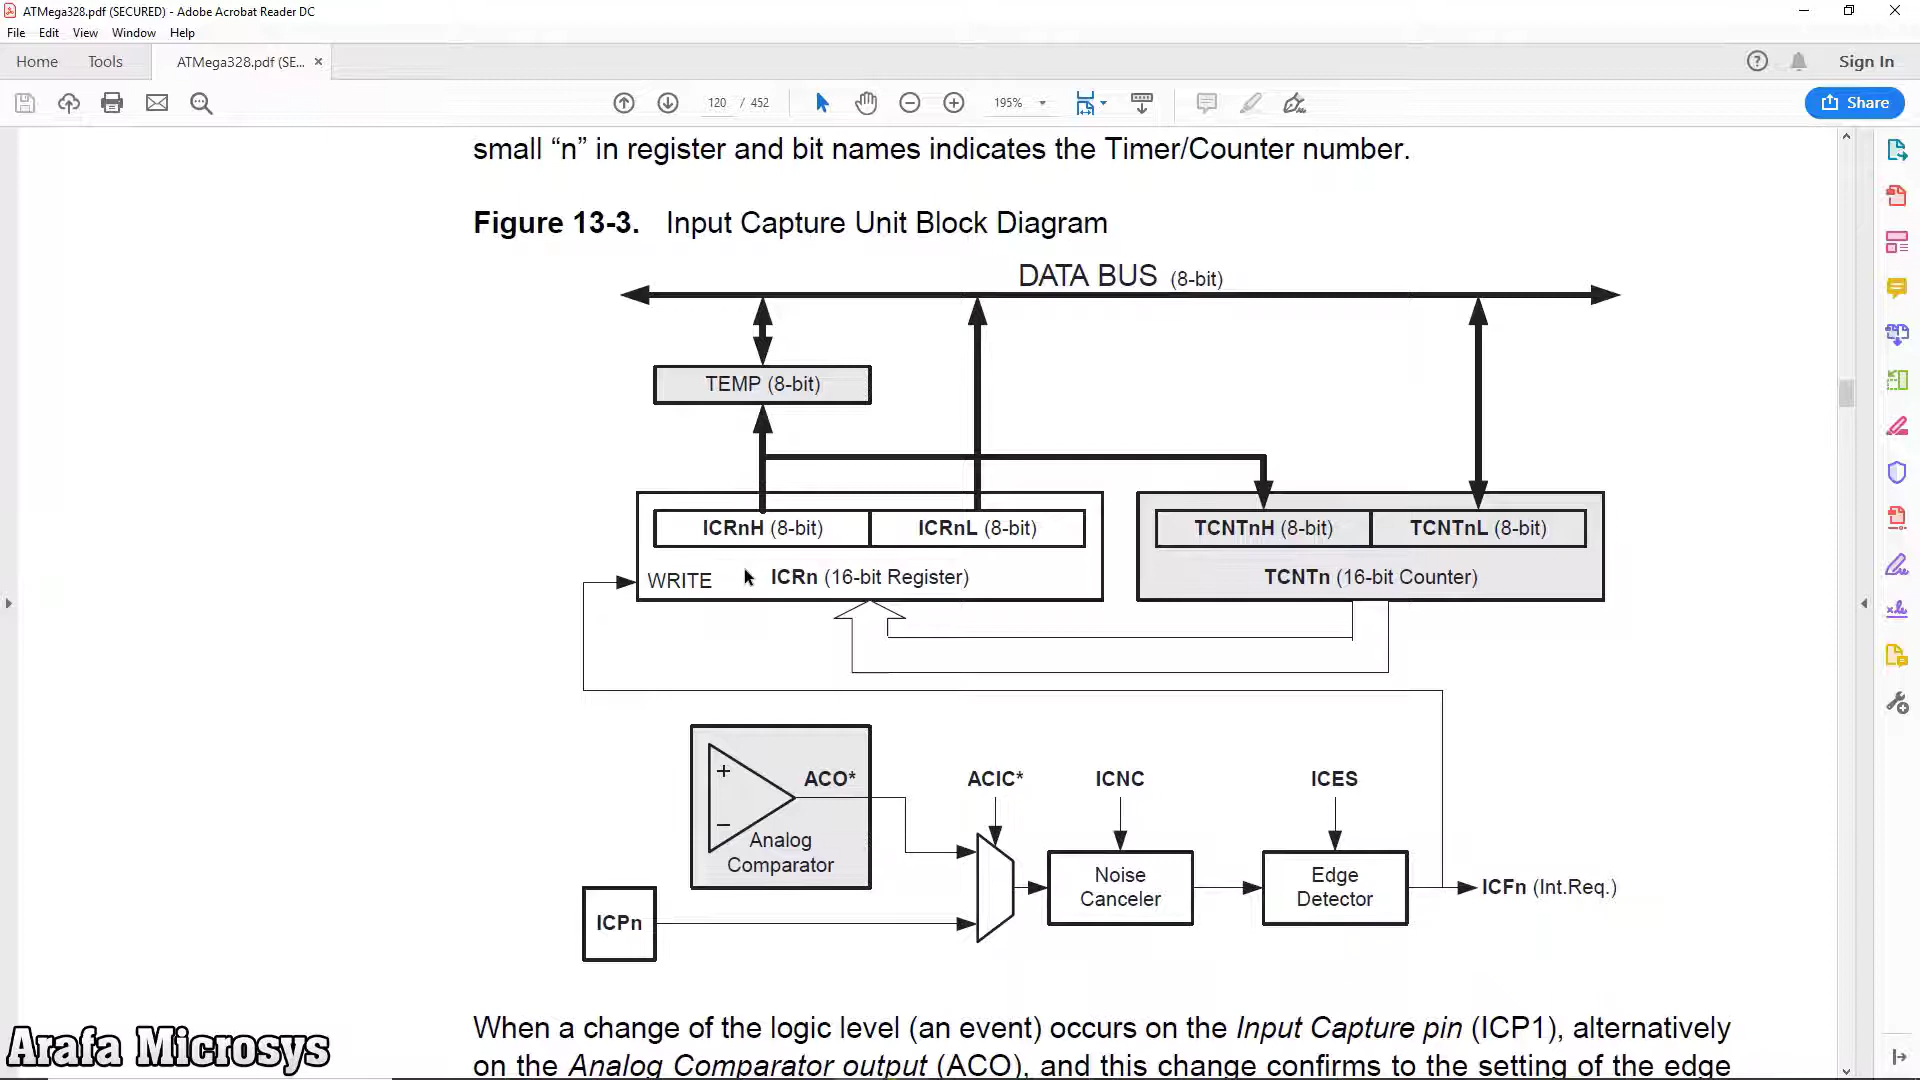 ATMega328.pdf (SECURED) - Adobe Acrobat Reader DC
File Edit View Window Help
Home Tools ATMega328.pdf (SE... × Sign In
120 / 452 195% Share
small “n” in register and bit names indicates the Timer/Counter number.
Figure 13-3. Input Capture Unit Block Diagram
DATA BUS (8-bit)
TEMP (8-bit)
ICRnH (8-bit) ICRnL (8-bit) TCNTnH (8-bit) TCNTnL (8-bit)
WRITE ICRn (16-bit Register) TCNTn (16-bit Counter)
+ ACO* ACIC* ICNC ICES
−
Analog
Comparator
Noise
Canceler
Edge
Detector
ICFn (Int.Req.)
ICPn
When a change of the logic level (an event) occurs on the Input Capture pin (ICP1), alternatively
on the Analog Comparator output (ACO), and this change confirms to the setting of the edge
Arafa Microsys